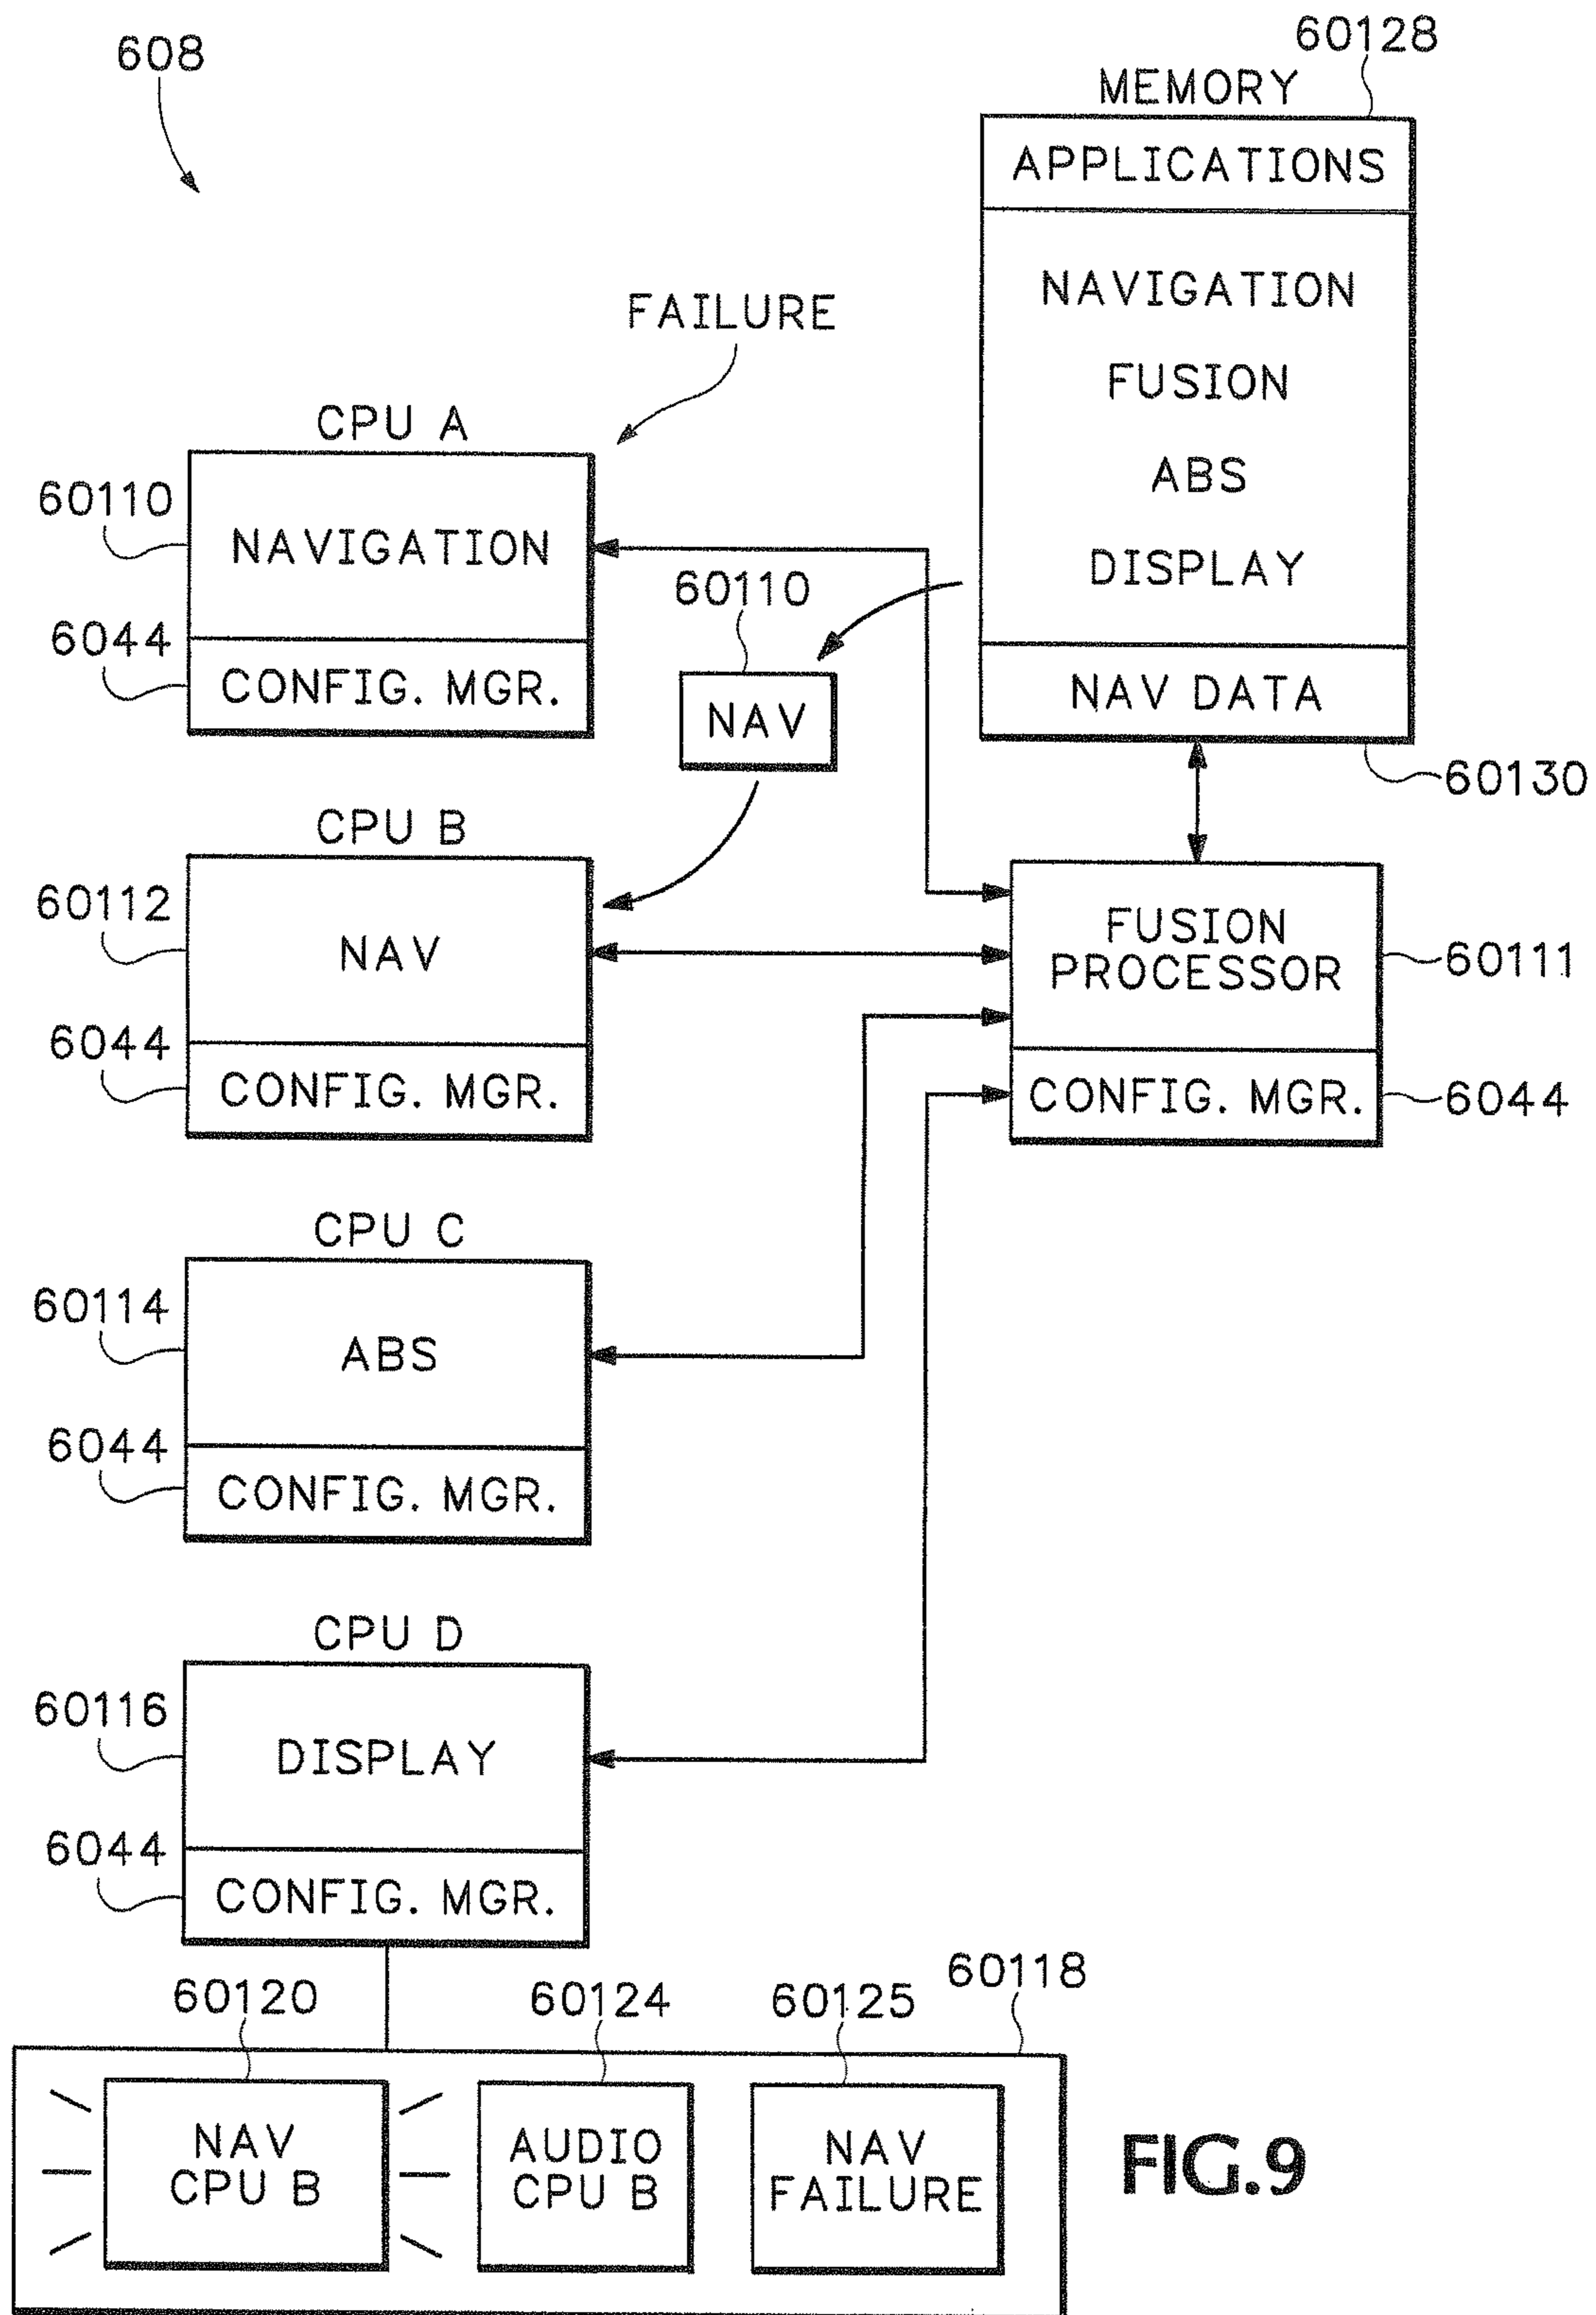 608
60128
MEMORY
APPLICATIONS
NAVIGATION
FUSION
ABS
DISPLAY
NAV DATA
60130
FAILURE
CPU A
60110
NAVIGATION
6044
CONFIG. MGR.
60110
NAV
CPU B
60112
NAV
6044
CONFIG. MGR.
FUSION
PROCESSOR
60111
CONFIG. MGR.
6044
CPU C
60114
ABS
6044
CONFIG. MGR.
CPU D
60116
DISPLAY
6044
CONFIG. MGR.
60118
60120
NAV
CPU B
60124
AUDIO
CPU B
60125
NAV
FAILURE
FIG.9